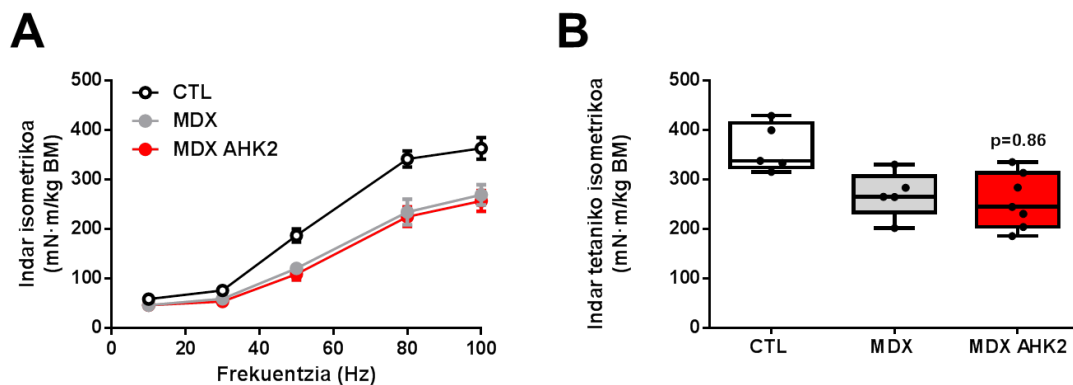 A
Indar isometrikoa
(mN·m/kg BM)
500
400
300
200
100
0
CTL
MDX
MDX AHK2
0
20
40
60
80
100
Frekuentzia (Hz)
B
Indar tetaniko isometrikoa
(mN·m/kg BM)
500
400
300
200
100
0
p=0.86
CTL
MDX
MDX AHK2